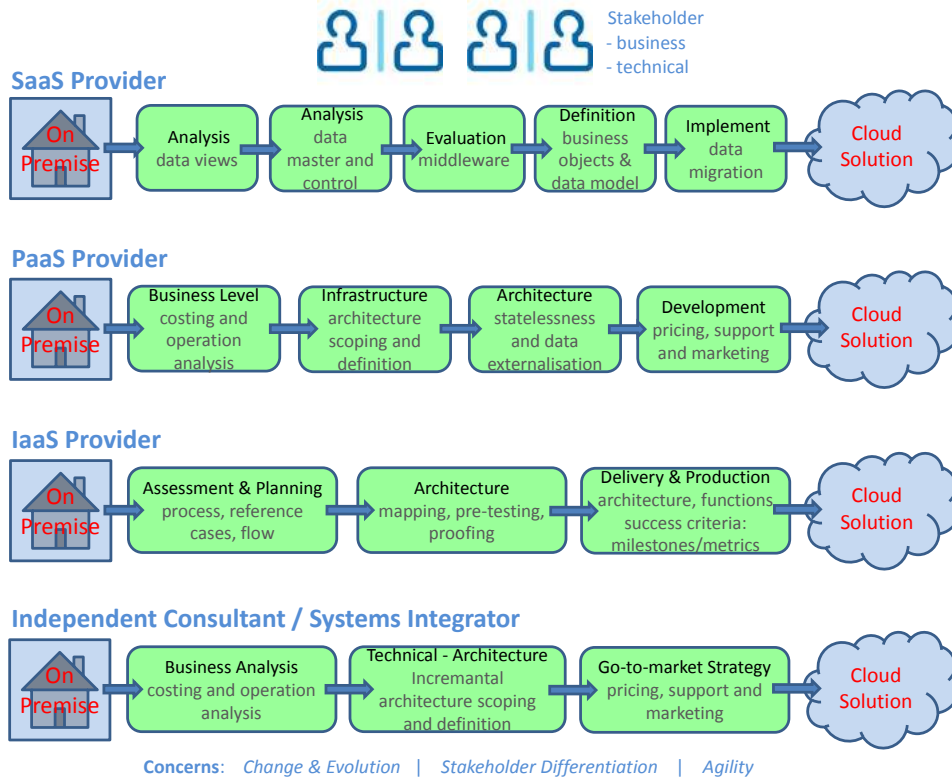 Stakeholder
- business
- technical
SaaS Provider
On
Premise
Analysis
data views
Analysis
data
master and
control
Evaluation
middleware
Definition
business
objects &
data model
Implement
data
migration
Cloud
Solution
PaaS Provider
On
Premise
Business Level
costing and
operation
analysis
Infrastructure
architecture
scoping and
definition
Architecture
statelessness
and data
externalisation
Development
pricing, support
and marketing
Cloud
Solution
IaaS Provider
On
Premise
Assessment & Planning
process, reference
cases, flow
Architecture
mapping, pre-testing,
proofing
Delivery & Production
architecture, functions
success criteria:
milestones/metrics
Cloud
Solution
Independent Consultant / Systems Integrator
On
Premise
Business Analysis
costing and operation
analysis
Technical - Architecture
Incremantal
architecture scoping
and definition
Go-to-market Strategy
pricing, support and
marketing
Cloud
Solution
Concerns: Change & Evolution | Stakeholder Differentiation | Agility